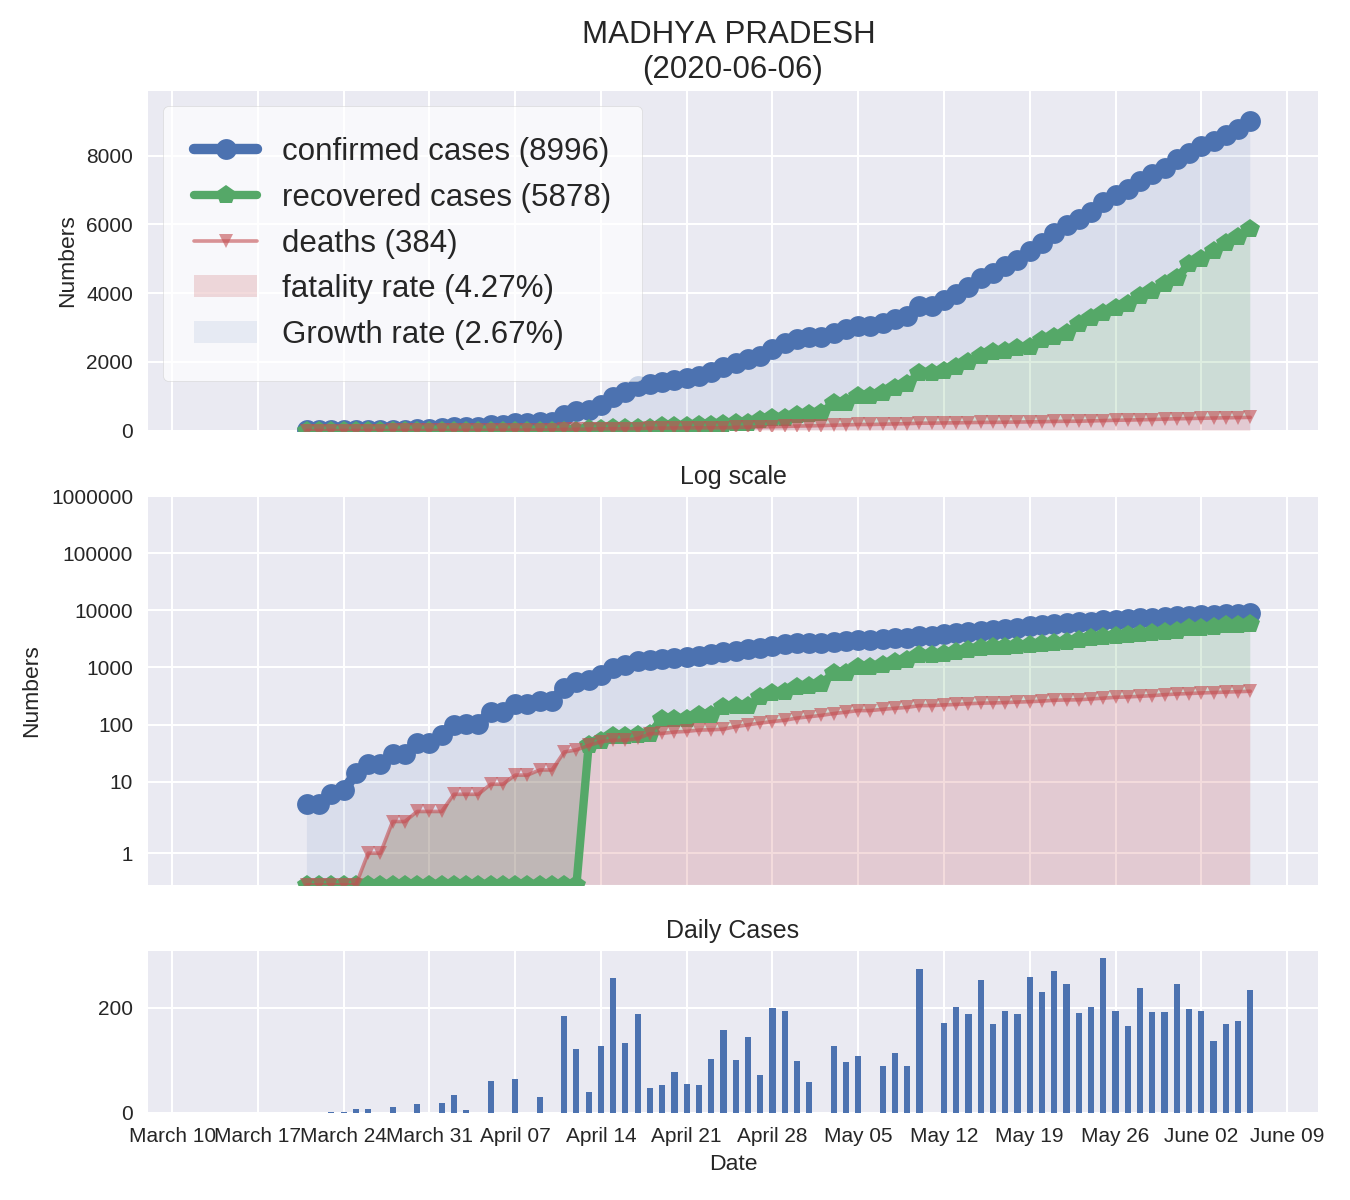 MADHYA PRADESH
(2020-06-06)
confirmed cases (8996)
recovered cases (5878)
deaths (384)
fatality rate (4.27%)
Growth rate (2.67%)
Numbers
8000
6000
4000
2000
0
Log scale
Numbers
1000000
100000
10000
1000
100
10
1
Daily Cases
200
0
March 10 March 17 March 24 March 31 April 07 April 14 April 21 April 28 May 05 May 12 May 19 May 26 June 02 June 09
Date